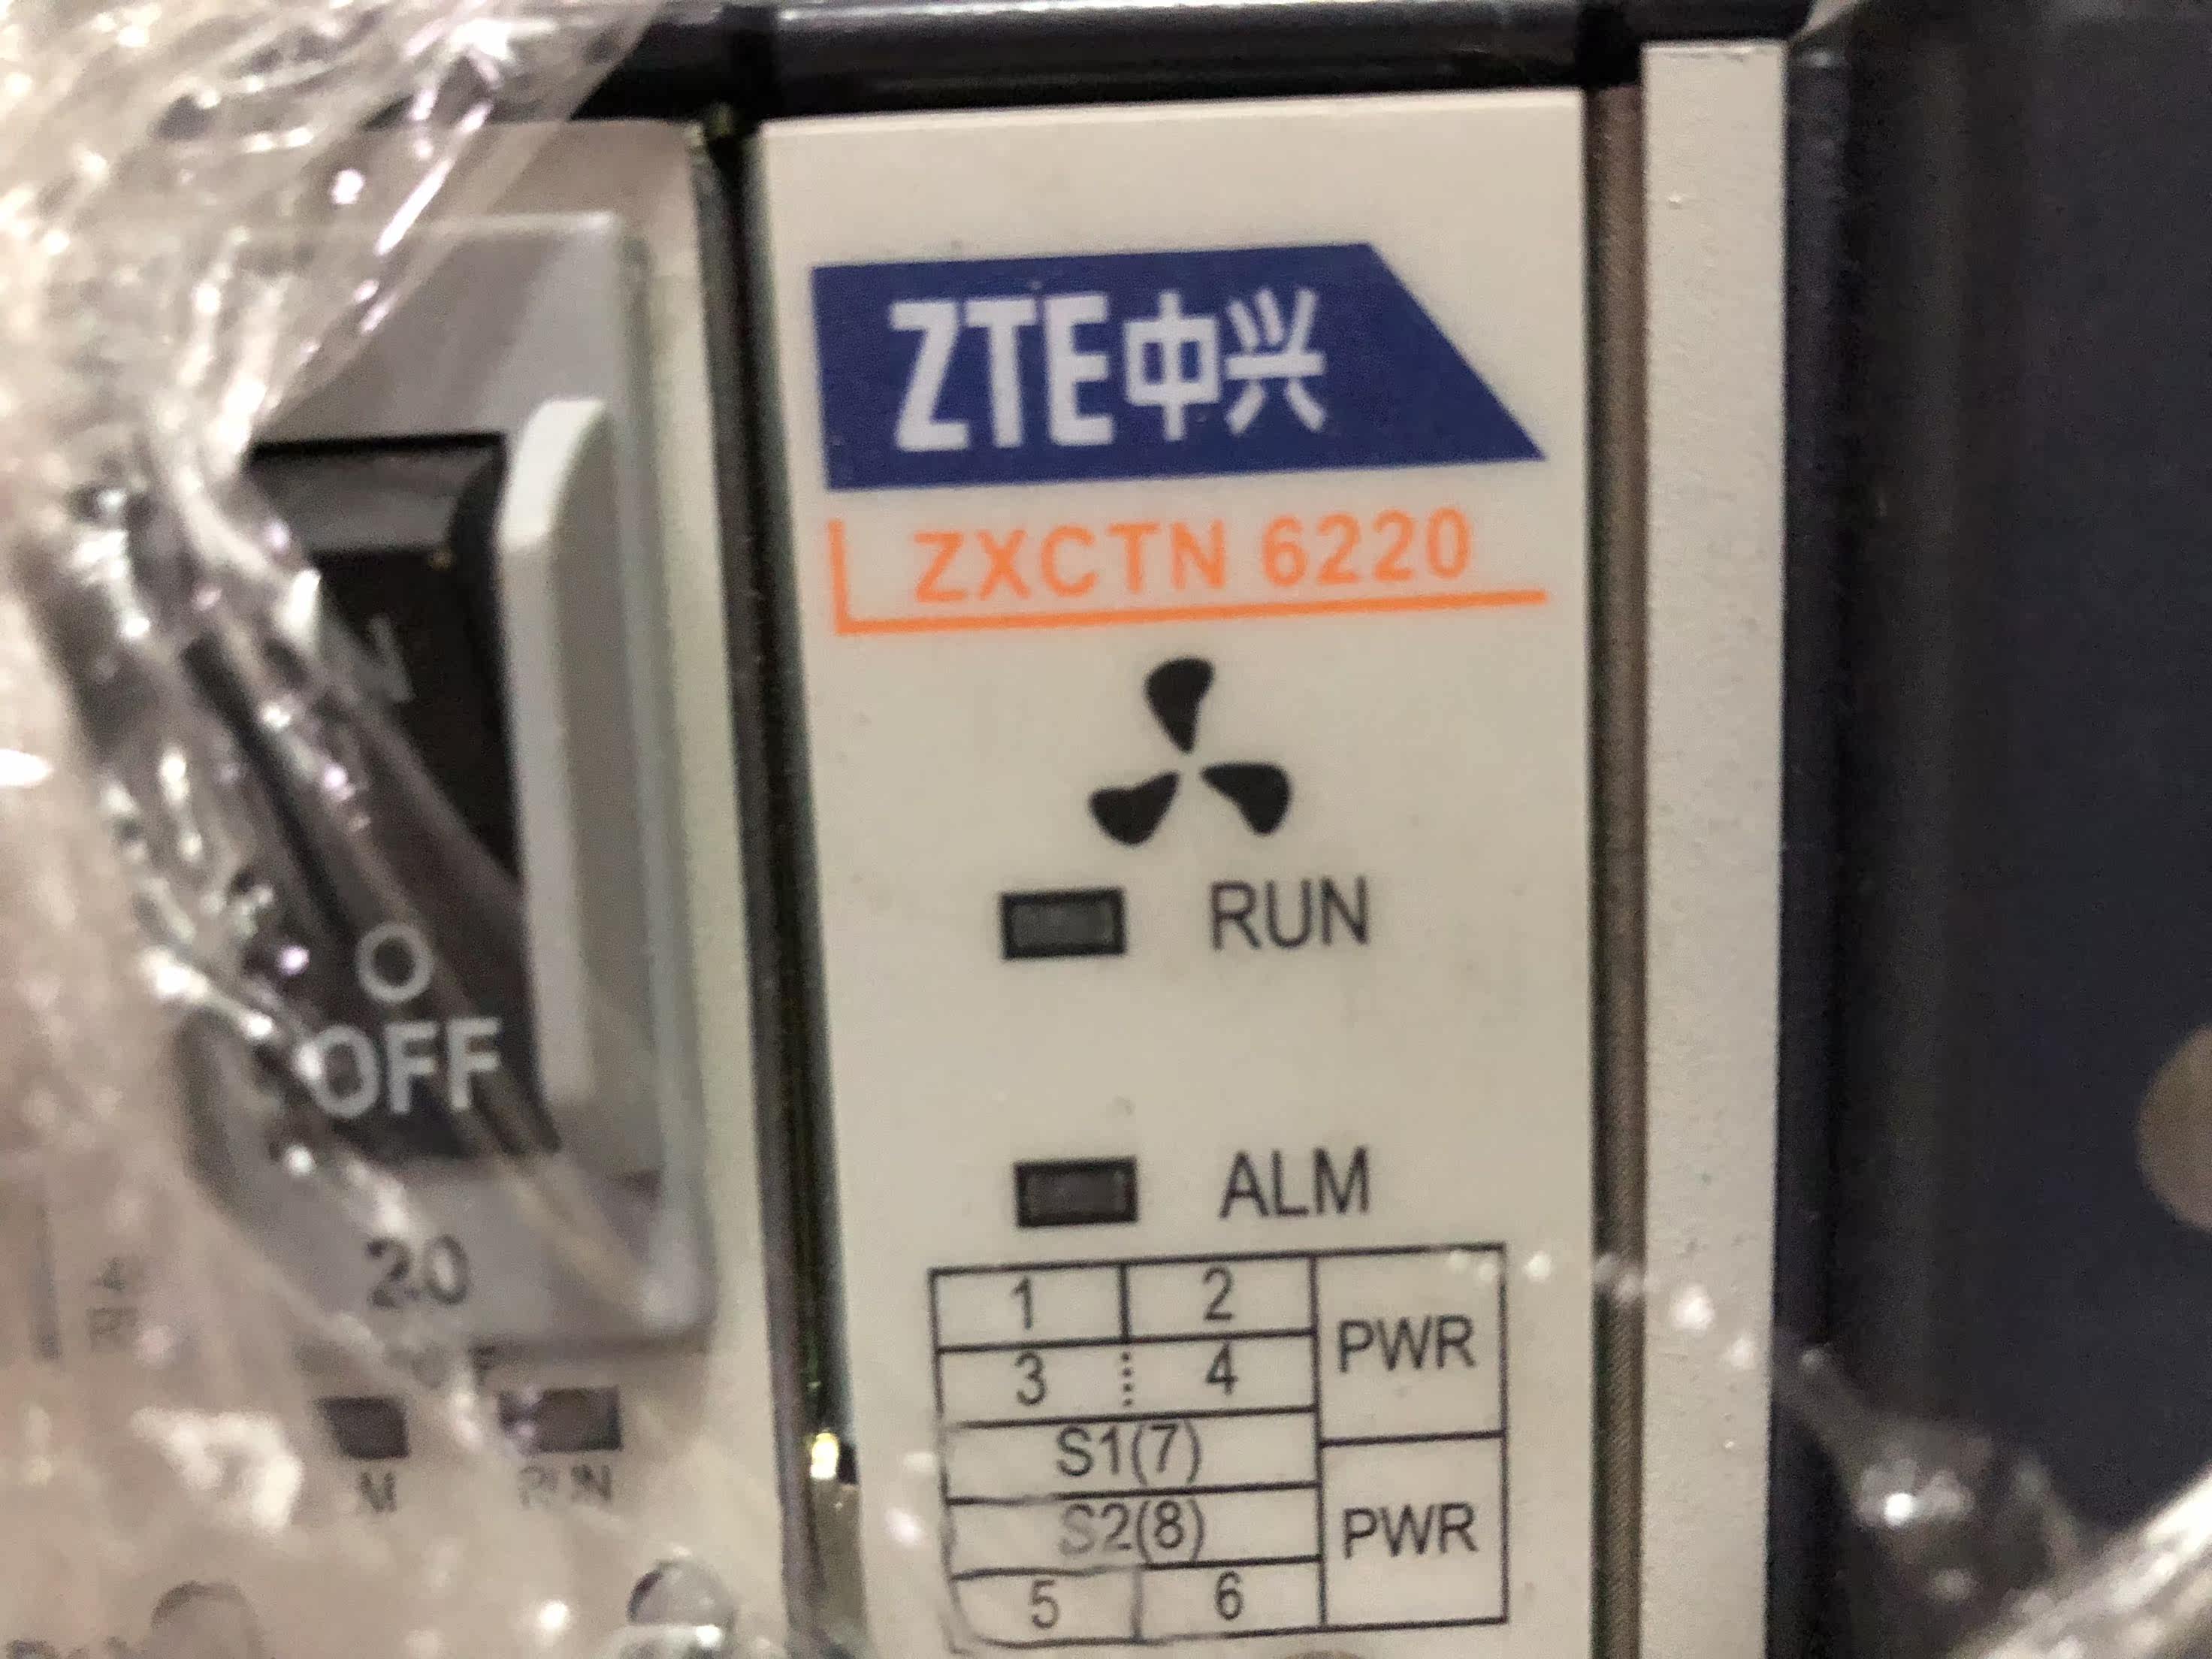 ZTE中兴
ZXCTN 6220
RUN
ALM
1 2 PWR
3 4
S1(7)
S2(8) PWR
5 6
O
OFF
20
RUN